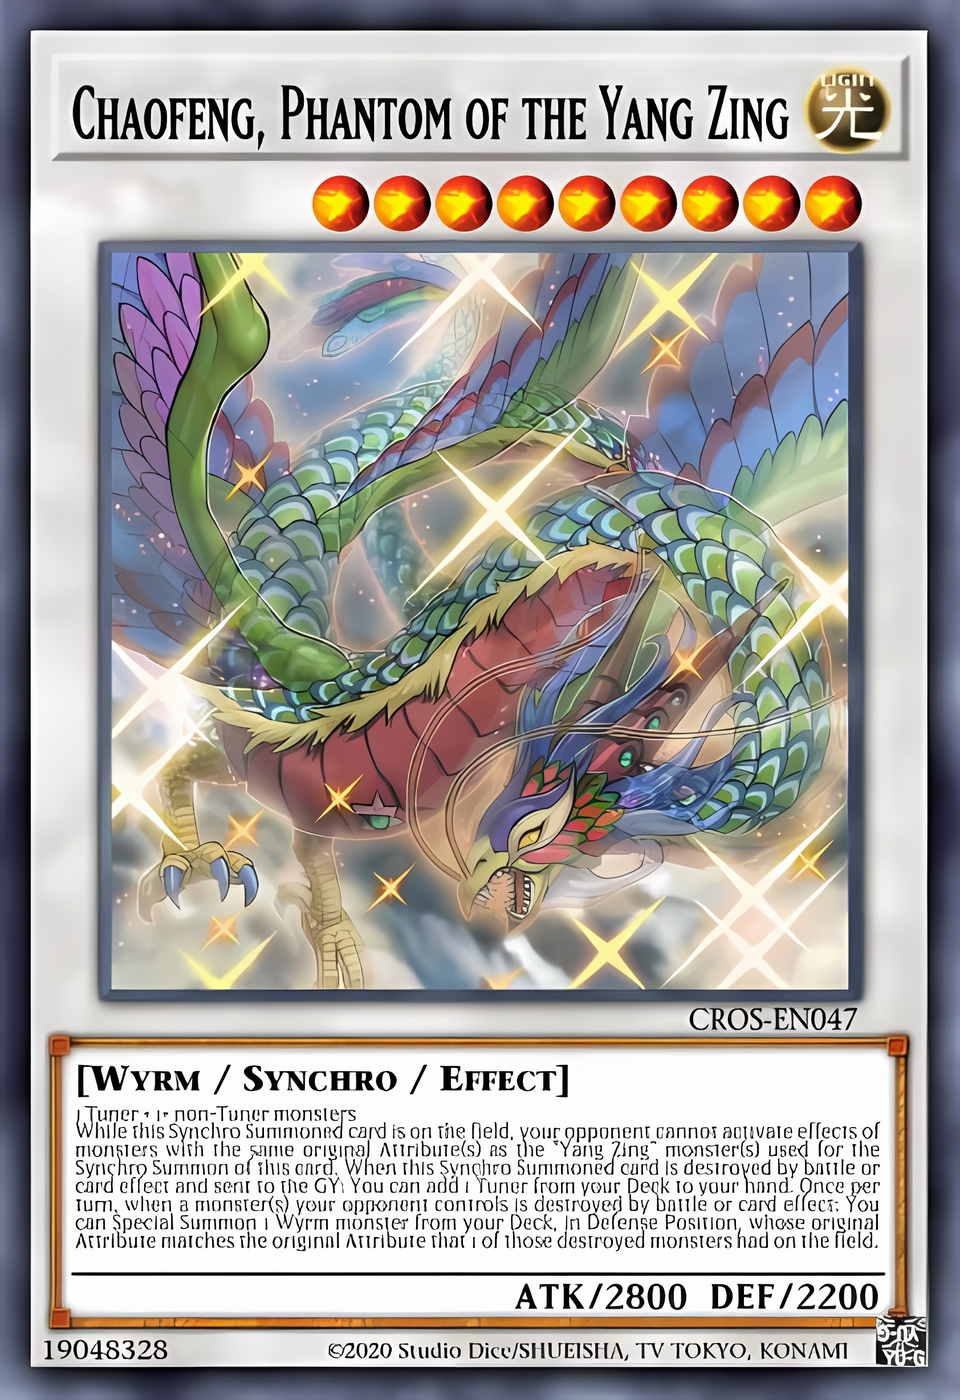 CHAOFENG, PHANTOM OF THE YANG ZING
LIGHT
光
CROS-EN047
[WYRM / SYNCHRO / EFFECT]
1 Tuner + 1+ non-Tuner monsters
While this Synchro Summoned card is on the field, your opponent cannot activate effects of
monsters with the same original Attribute(s) as the "Yang Zing" monster(s) used for the
Synchro Summon of this card. When this Synchro Summoned card is destroyed by battle or
card effect and sent to the GY: You can add 1 Tuner from your Deck to your hand. Once per
turn, when a monster(s) your opponent controls is destroyed by battle or card effect: You
can Special Summon 1 Wyrm monster from your Deck, in Defense Position, whose original
Attribute matches the original Attribute that 1 of those destroyed monsters had on the field.
ATK/2800 DEF/2200
19048328
©2020 Studio Dice/SHUEISHA, TV TOKYO, KONAMI